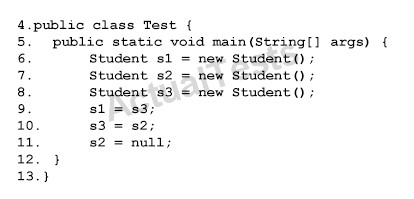 4.public class Test {
5. public static void main(String[] args) {
6. Student s1 = new Student();
7. Student s2 = new Student();
8. Student s3 = new Student();
9. s1 = s3;
10. s3 = s2;
11. s2 = null;
12. }
13.}
ActualTests